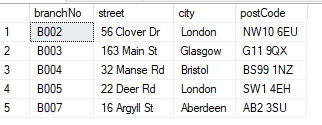 branchNo street city postCode
1 B002 56 Clover Dr London NW10 6EU
2 B003 163 Main St Glasgow G11 9QX
3 B004 32 Manse Rd Bristol BS99 1NZ
4 B005 22 Deer Rd London SW1 4EH
5 B007 16 Argyll St Aberdeen AB2 3SU